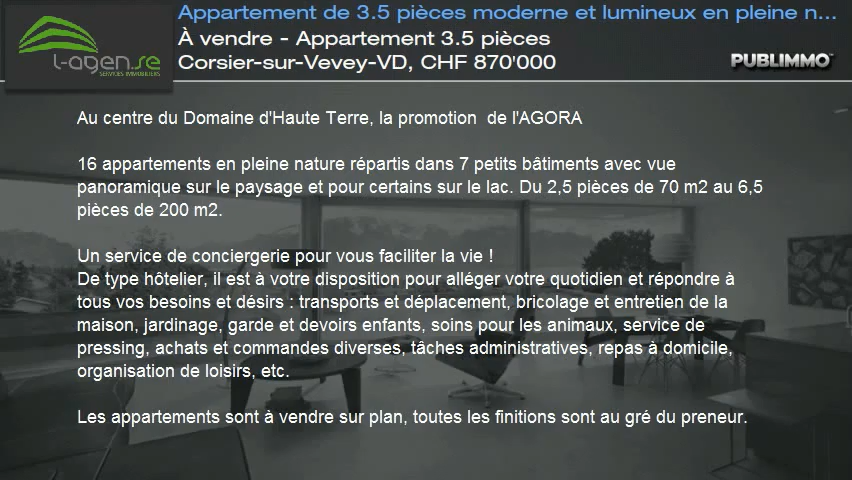 Appartement de 3.5 pièces moderne et lumineux en pleine n...
À vendre - Appartement 3.5 pièces
Corsier-sur-Vevey-VD, CHF 870'000
l-agen.se
SERVICES IMMOBILIERS
PUBLIMMO
Au centre du Domaine d'Haute Terre, la promotion  de l'AGORA
16 appartements en pleine nature répartis dans 7 petits bâtiments avec vue
panoramique sur le paysage et pour certains sur le lac. Du 2,5 pièces de 70 m2 au 6,5
pièces de 200 m2.
Un service de conciergerie pour vous faciliter la vie !
De type hôtelier, il est à votre disposition pour alléger votre quotidien et répondre à
tous vos besoins et désirs : transports et déplacement, bricolage et entretien de la
maison, jardinage, garde et devoirs enfants, soins pour les animaux, service de
pressing, achats et commandes diverses, tâches administratives, repas à domicile,
organisation de loisirs, etc.
Les appartements sont à vendre sur plan, toutes les finitions sont au gré du preneur.